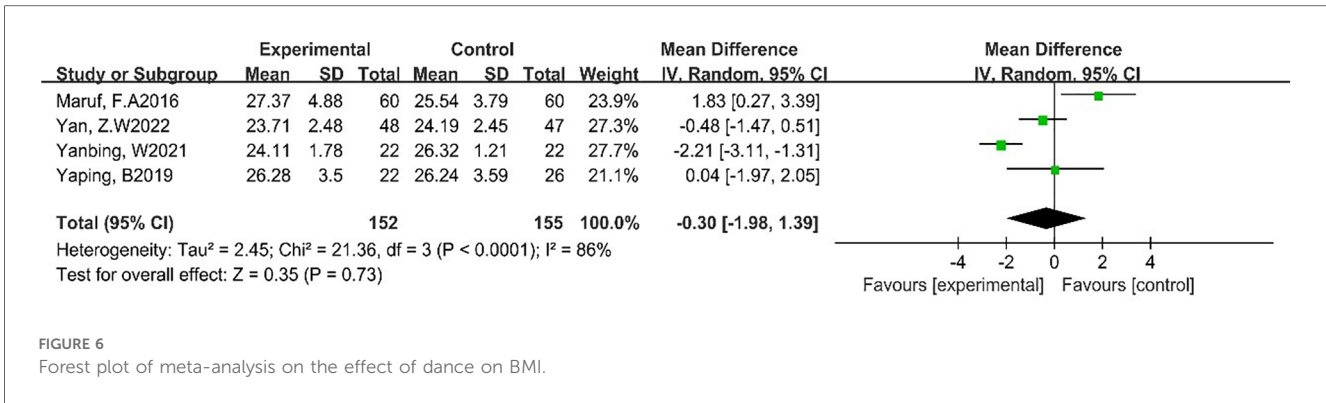 Experimental Control Mean Difference Mean Difference
Study or Subgroup Mean SD Total Mean SD Total Weight IV, Random, 95% CI IV, Random, 95% CI
Maruf, F.A2016 27.37 4.88 60 25.54 3.79 60 23.9% 1.83 [0.27, 3.39]
Yan, Z.W2022 23.71 2.48 48 24.19 2.45 47 27.3% -0.48 [-1.47, 0.51]
Yanbing, W2021 24.11 1.78 22 26.32 1.21 22 27.7% -2.21 [-3.11, -1.31]
Yaping, B2019 26.28 3.5 22 26.24 3.59 26 21.1% 0.04 [-1.97, 2.05]
Total (95% CI) 152 155 100.0% -0.30 [-1.98, 1.39]
Heterogeneity: Tau² = 2.45; Chi² = 21.36, df = 3 (P < 0.0001); I² = 86%
Test for overall effect: Z = 0.35 (P = 0.73)
-4 -2 0 2 4
Favours [experimental] Favours [control]
FIGURE 6
Forest plot of meta-analysis on the effect of dance on BMI.